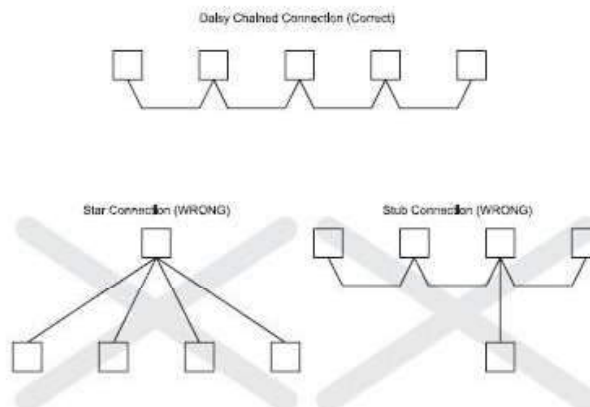 Daisy Chained Connection (Correct)
Star Connection (WRONG)
Stub Connection (WRONG)